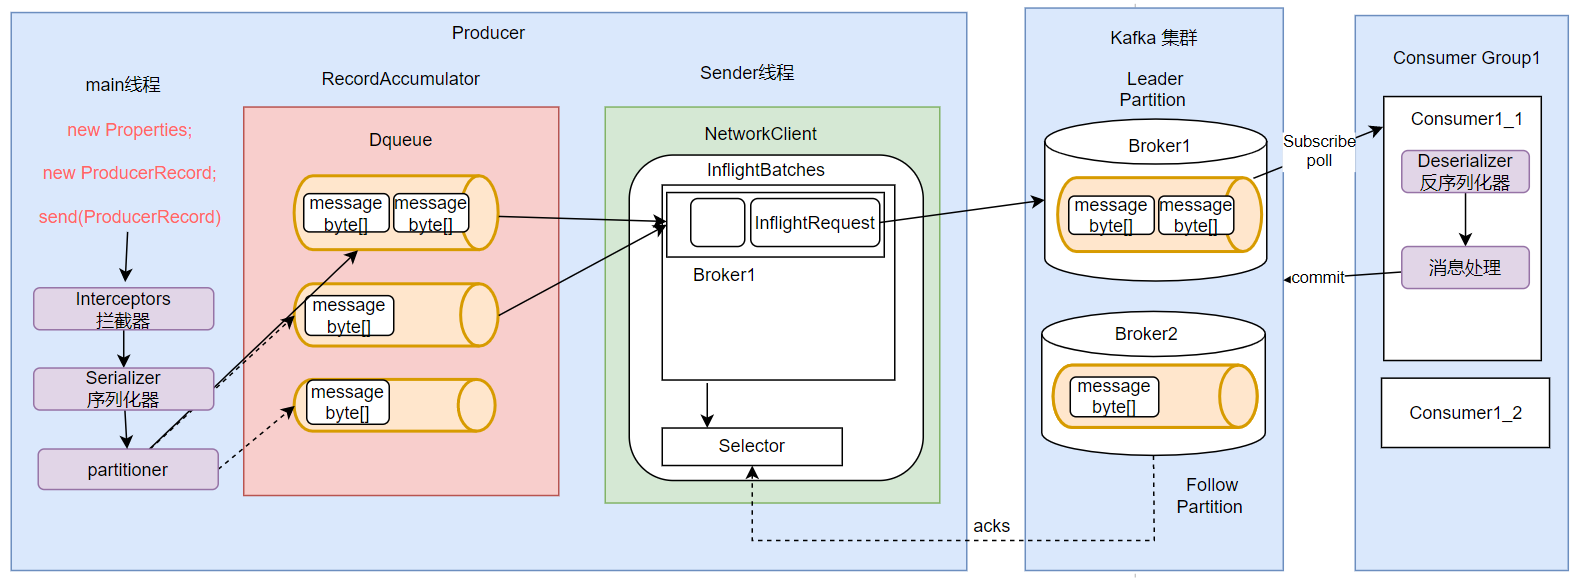 Producer
main线程
new Properties;
new ProducerRecord;
send(ProducerRecord)
Interceptors
拦截器
Serializer
序列化器
partitioner
RecordAccumulator
Dqueue
message
byte[]
message
byte[]
message
byte[]
message
byte[]
Sender线程
NetworkClient
InflightBatches
InflightRequest
Broker1
Selector
acks
Kafka 集群
Leader
Partition
Broker1
message
byte[]
message
byte[]
Broker2
message
byte[]
Follow
Partition
Subscribe
poll
commit
Consumer Group1
Consumer1_1
Deserializer
反序列化器
消息处理
Consumer1_2